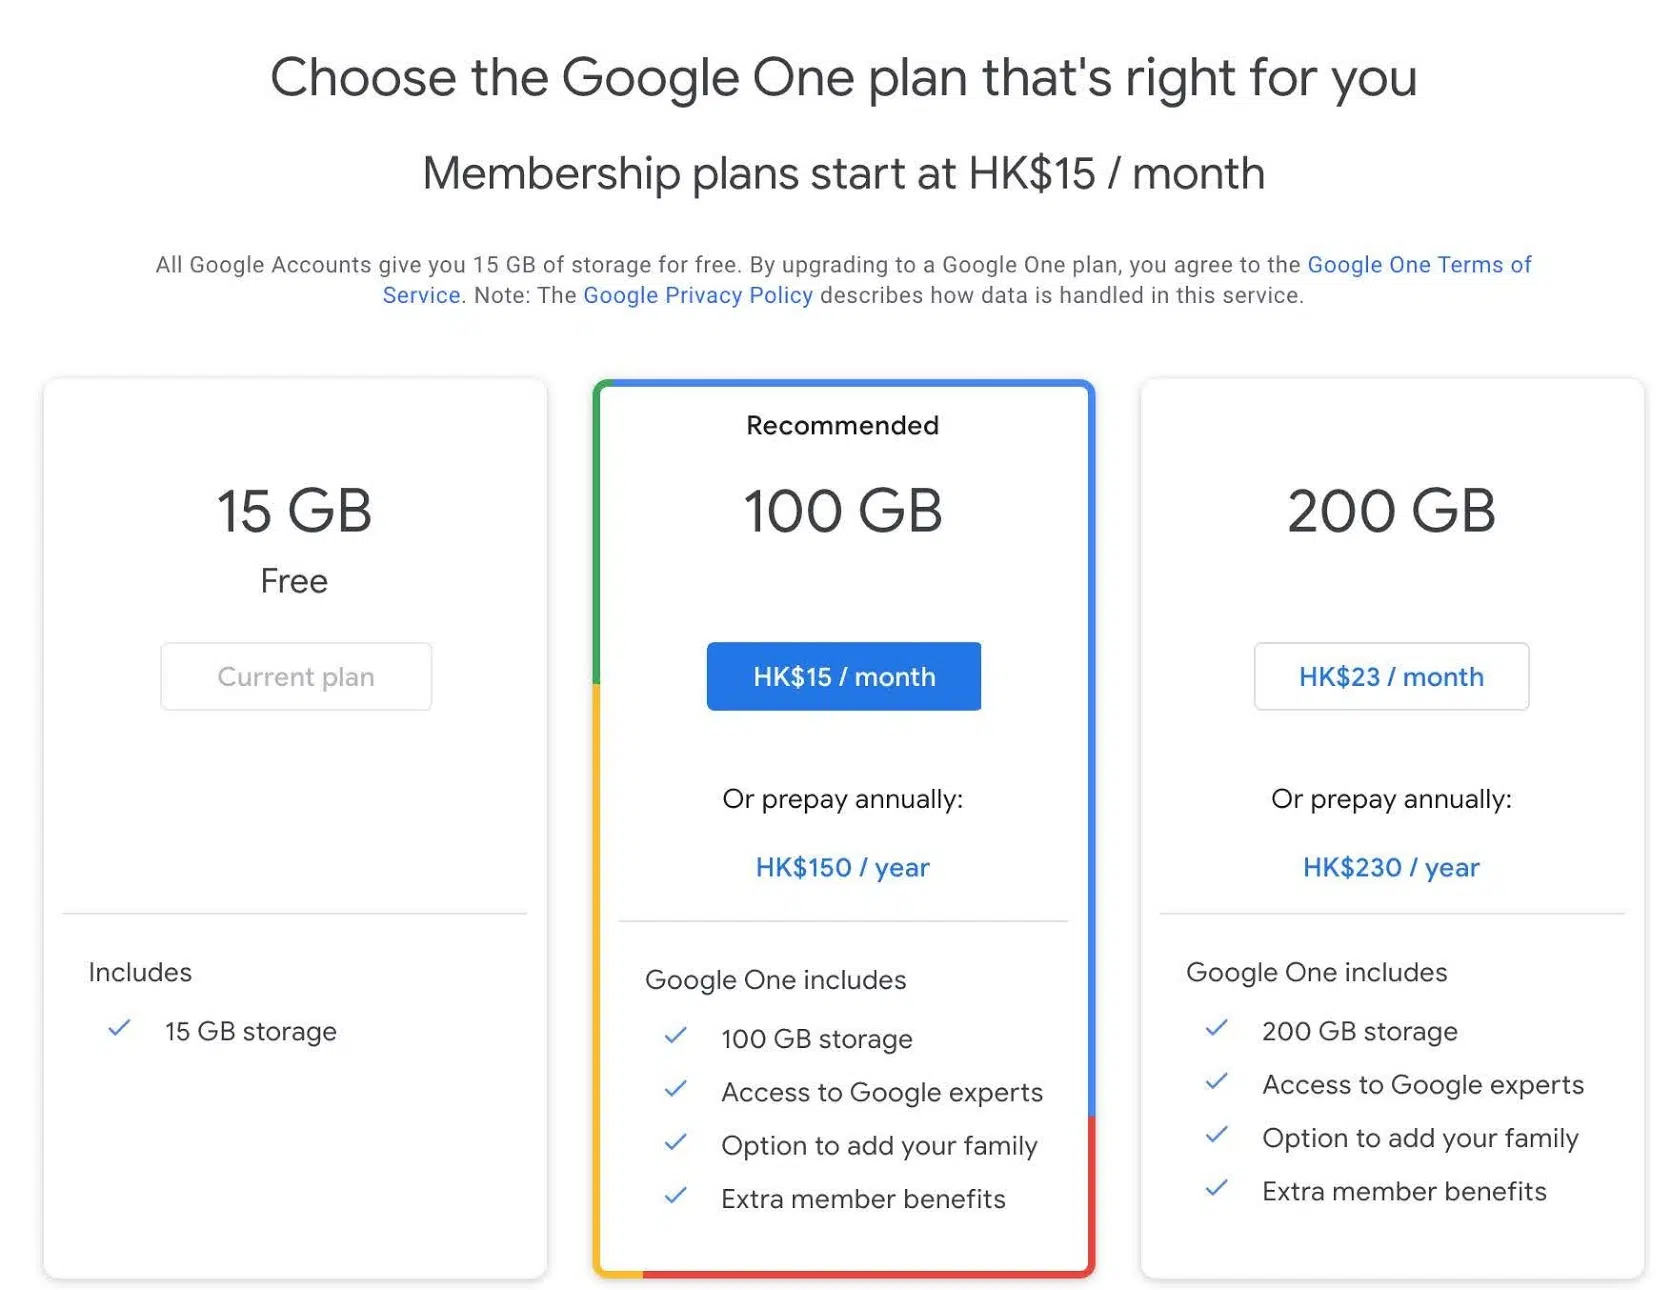 Choose the Google One plan that's right for you
Membership plans start at HK$15 / month
All Google Accounts give you 15 GB of storage for free. By upgrading to a Google One plan, you agree to the Google One Terms of
Service. Note: The Google Privacy Policy describes how data is handled in this service.
15 GB
Free
Current plan
Includes
15 GB storage
Recommended
100 GB
HK$15 / month
Or prepay annually:
HK$150 / year
Google One includes
100 GB storage
Access to Google experts
Option to add your family
Extra member benefits
200 GB
HK$23 / month
Or prepay annually:
HK$230 / year
Google One includes
200 GB storage
Access to Google experts
Option to add your family
Extra member benefits